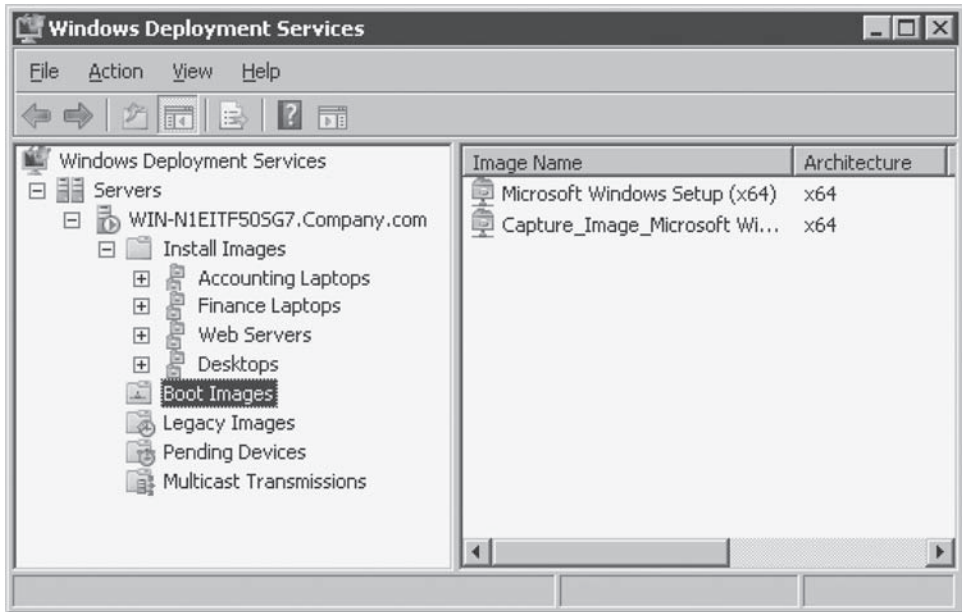 Windows Deployment Services
File Action View Help
Windows Deployment Services
Servers
WIN-N1EITF50SG7.Company.com
Install Images
Accounting Laptops
Finance Laptops
Web Servers
Desktops
Boot Images
Legacy Images
Pending Devices
Multicast Transmissions
Image Name Architecture
Microsoft Windows Setup (x64) x64
Capture_Image_Microsoft Wi... x64